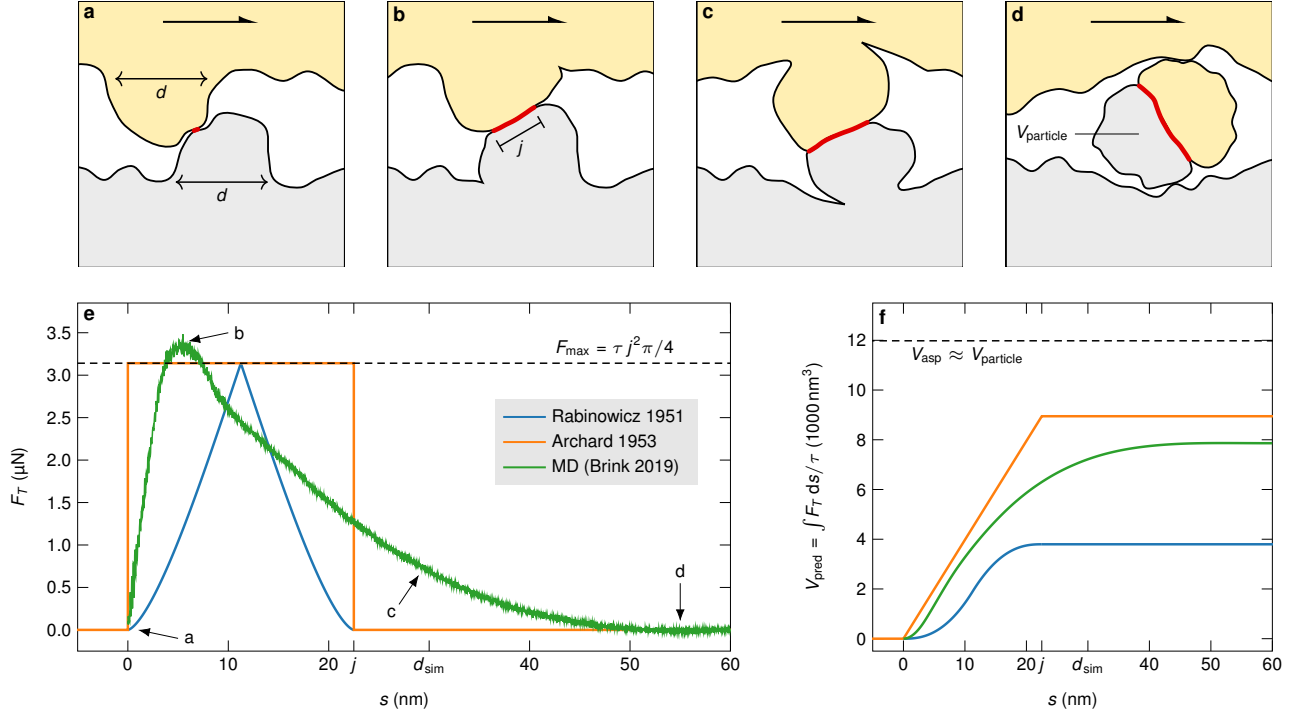 a
d
d
b
j
c
d
V_particle
e
F_T (µN)
3.5
3.0
2.5
2.0
1.5
1.0
0.5
0.0
b
F_max = τ j²π/4
Rabinowicz 1951
Archard 1953
MD (Brink 2019)
a
c
d
0 10 20 j d_sim 40 50 60
s (nm)
f
V_pred = ∫ F_T ds/τ (1000 nm³)
12
10
8
6
4
2
0
V_asp ≈ V_particle
0 10 20 j d_sim 40 50 60
s (nm)